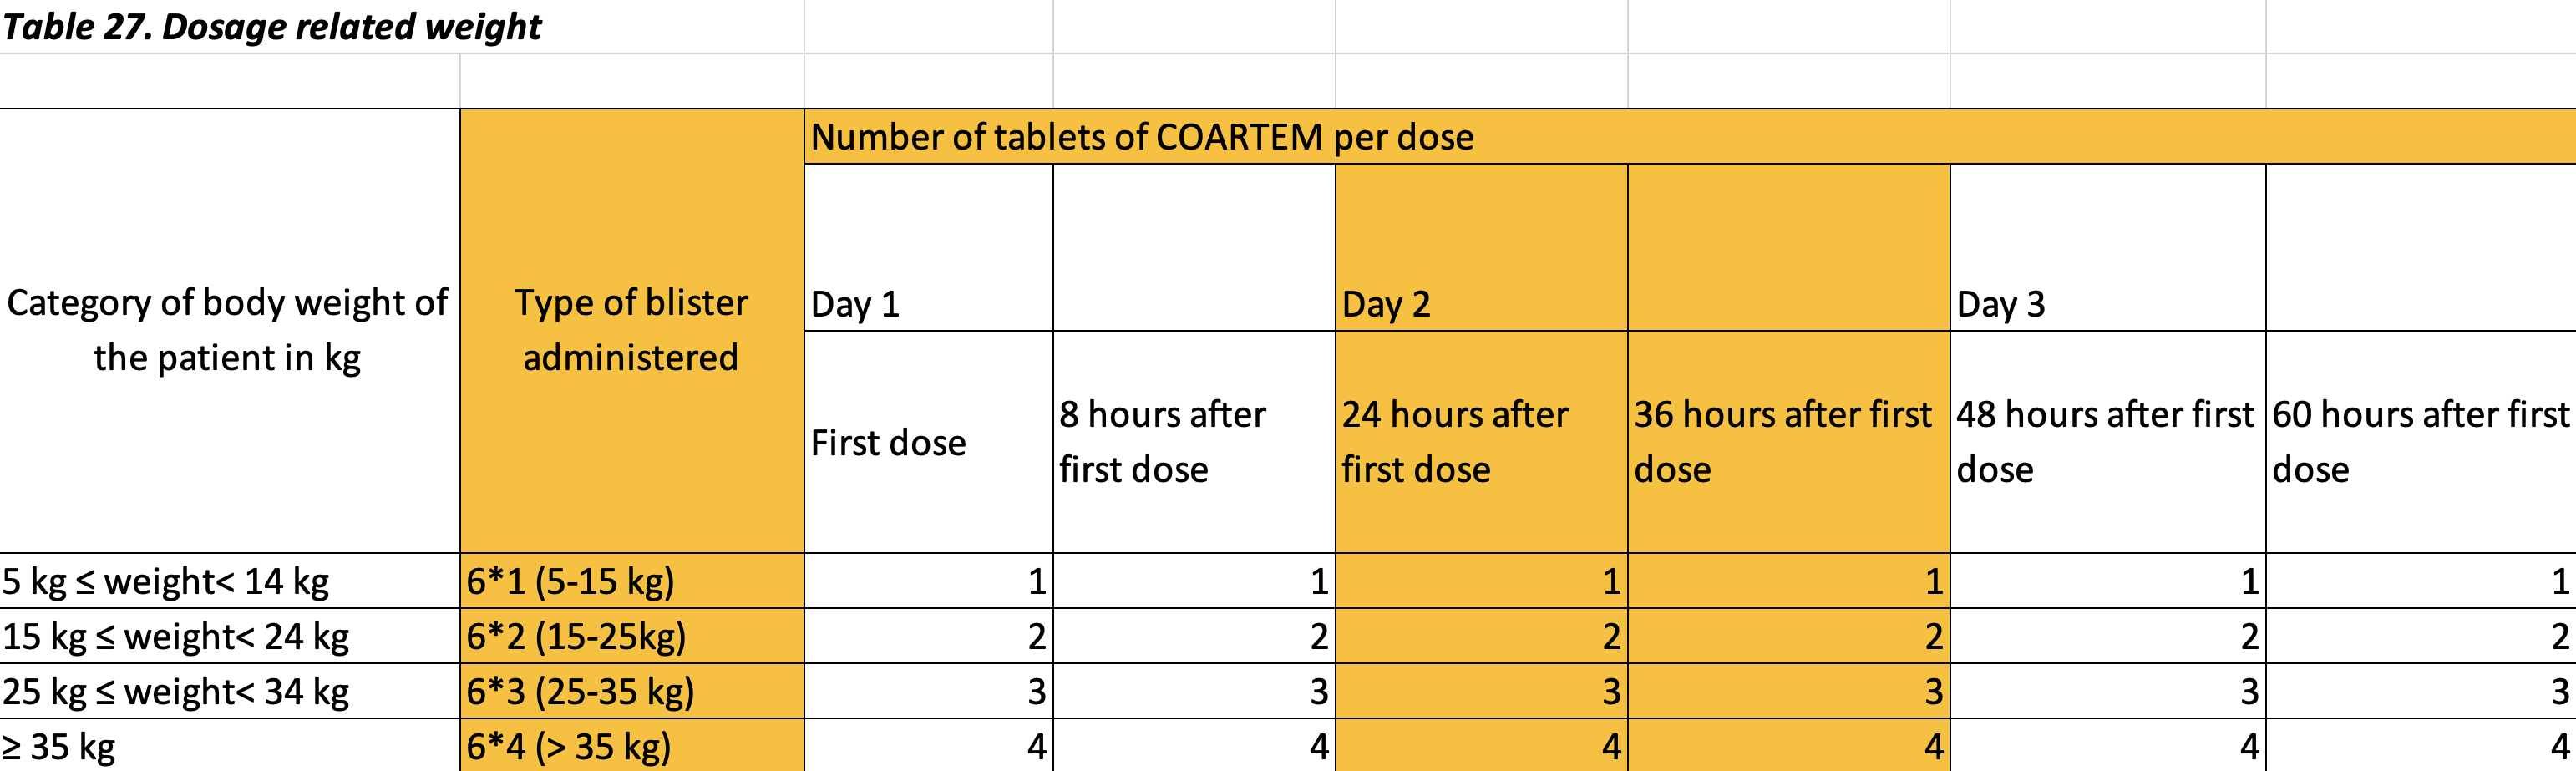 Table 27. Dosage related weight
Number of tablets of COARTEM per dose
Category of body weight of
the patient in kg
Type of blister
administered
Day 1
Day 2
Day 3
First dose
8 hours after
first dose
24 hours after
first dose
36 hours after first
dose
48 hours after first
dose
60 hours after first
dose
5 kg ≤ weight< 14 kg 6*1 (5-15 kg) 1 1 1 1 1 1
15 kg ≤ weight< 24 kg 6*2 (15-25kg) 2 2 2 2 2 2
25 kg ≤ weight< 34 kg 6*3 (25-35 kg) 3 3 3 3 3 3
≥ 35 kg 6*4 (> 35 kg) 4 4 4 4 4 4